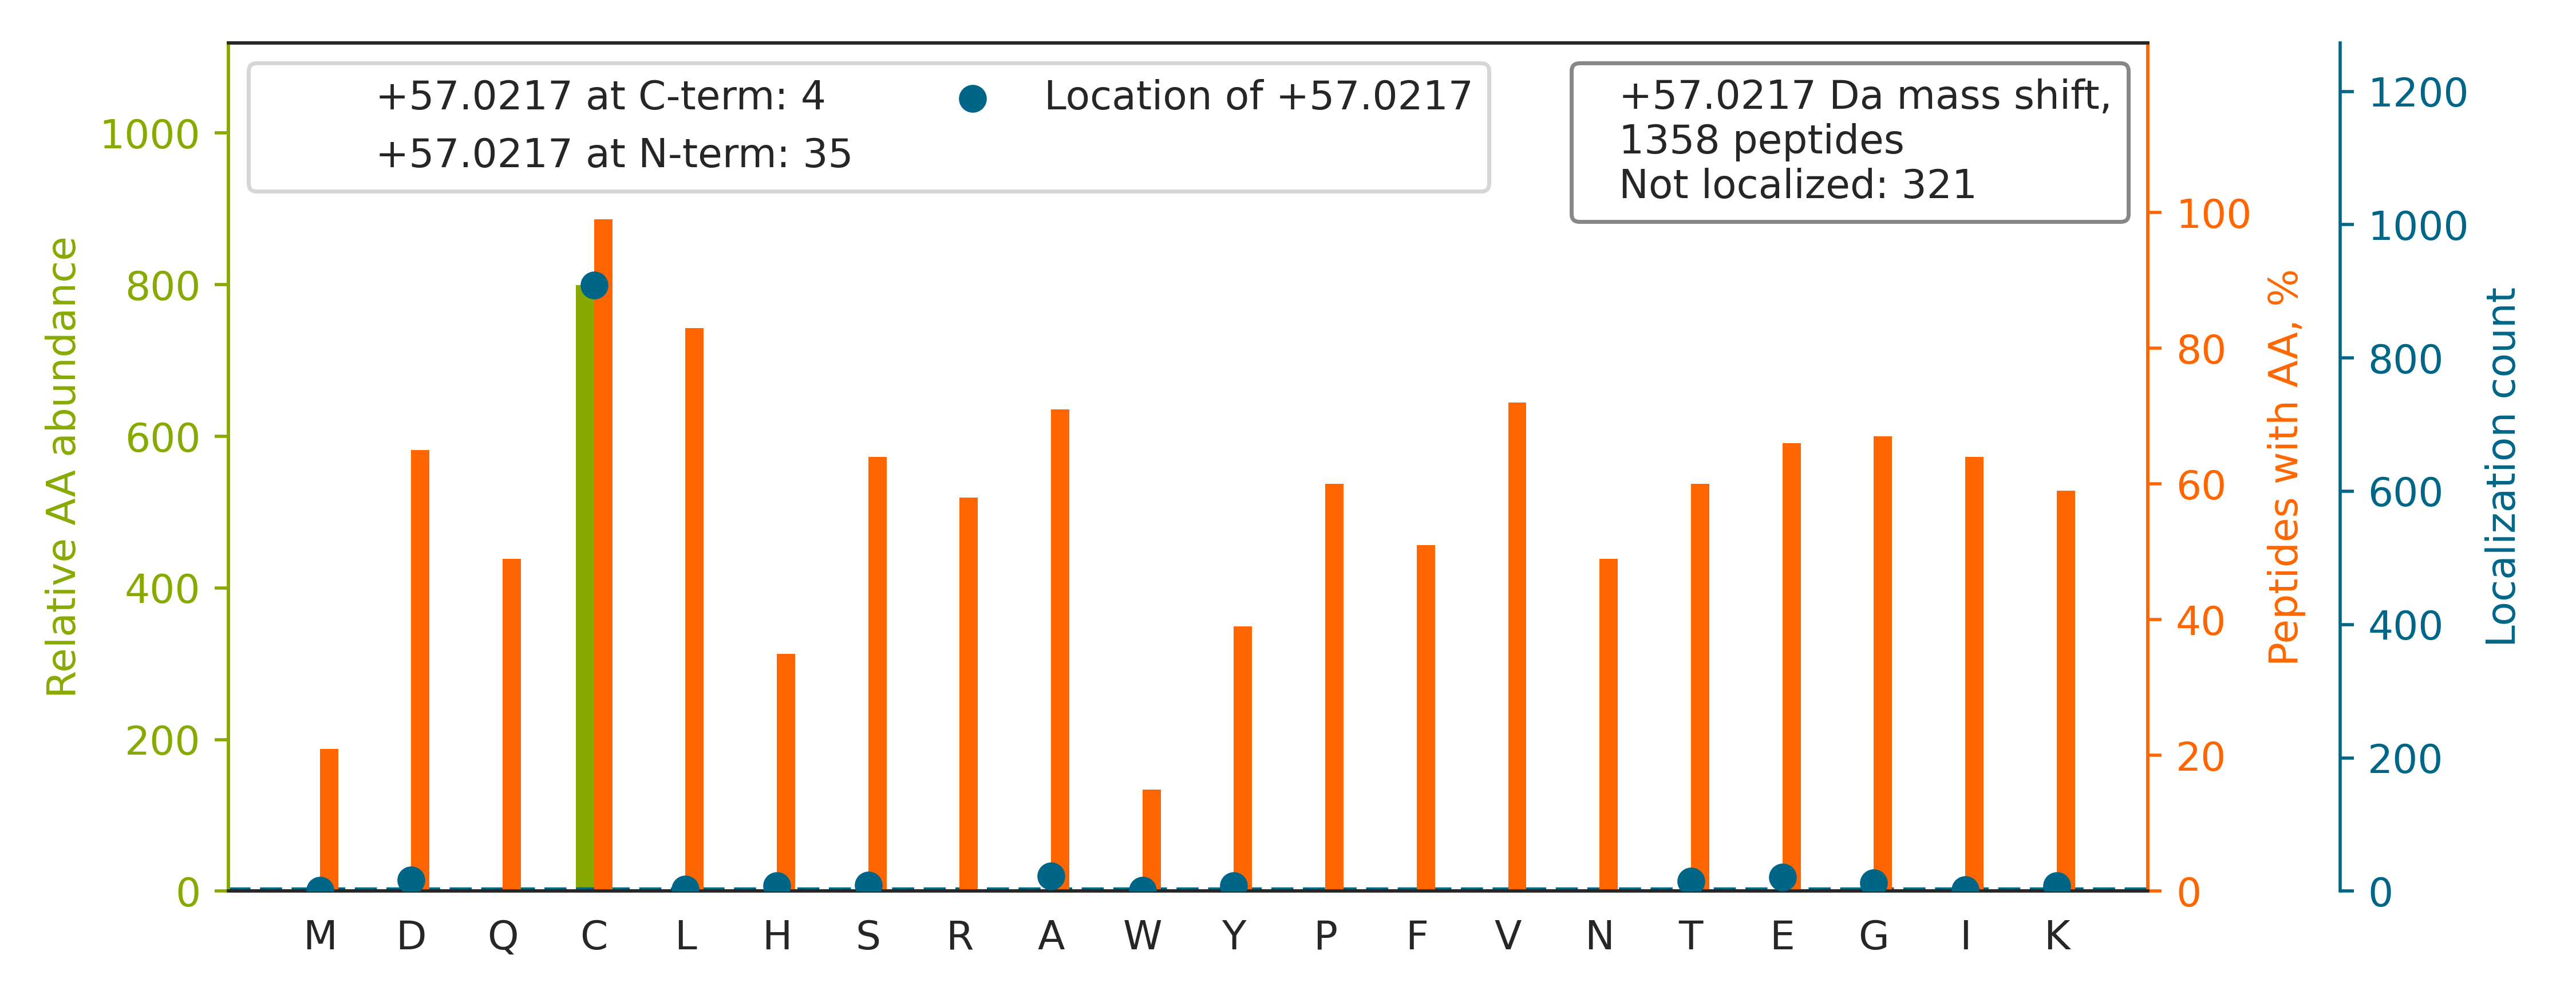 +57.0217 at C-term: 4
+57.0217 at N-term: 35
Location of +57.0217
+57.0217 Da mass shift,
1358 peptides
Not localized: 321
Relative AA abundance
1000
800
600
400
200
0
100
80
60
40
20
0
Peptides with AA, %
1200
1000
800
600
400
200
0
Localization count
M D Q C L H S R A W Y P F V N T E G I K